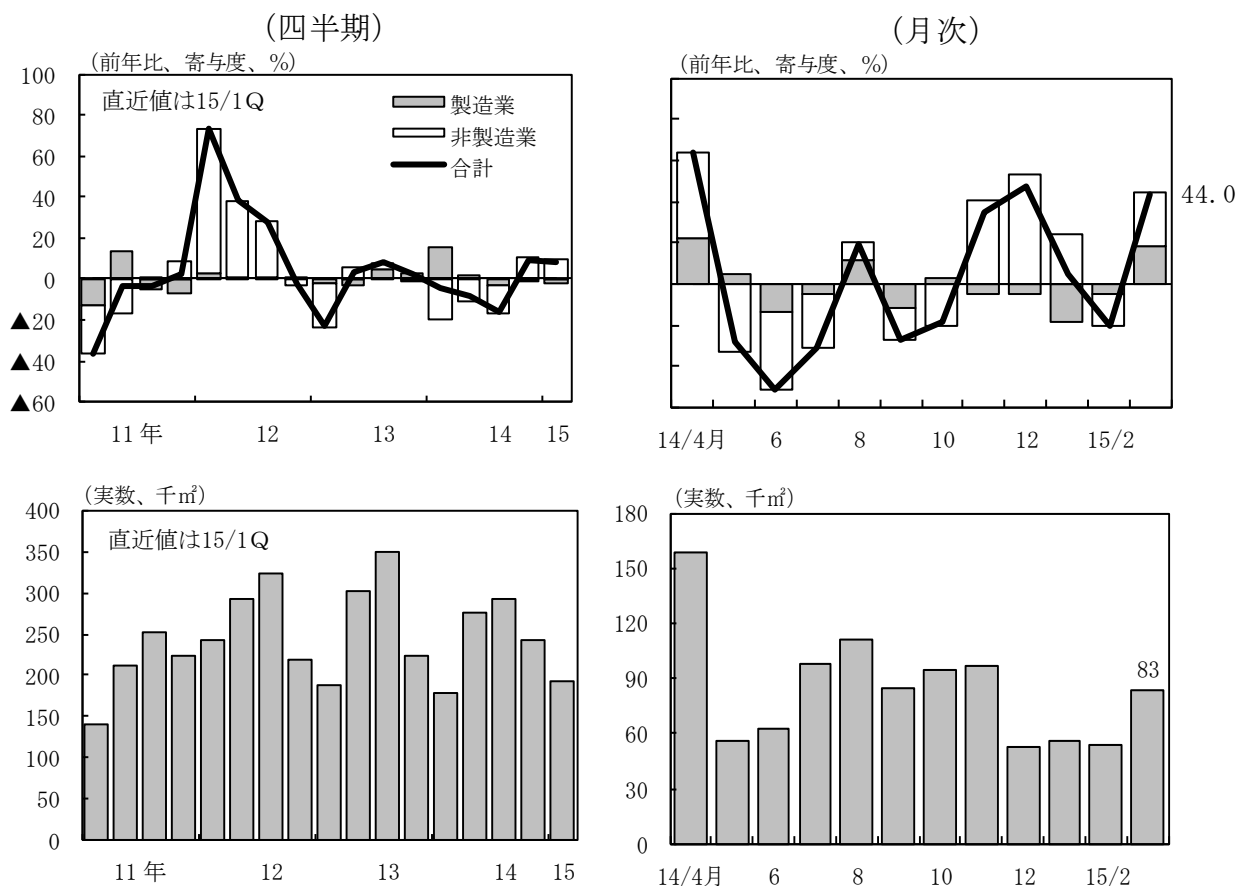 (四半期)
(前年比、寄与度、%)
直近値は15/1Q
製造業
非製造業
合計
100
80
60
40
20
0
▲20
▲40
▲60
11 年 12 13 14 15
(月次)
(前年比、寄与度、%)
44.0
14/4月 6 8 10 12 15/2
(実数、千㎡)
直近値は15/1Q
400
350
300
250
200
150
100
50
0
11 年 12 13 14 15
(実数、千㎡)
180
150
120
90
60
30
0
83
14/4月 6 8 10 12 15/2